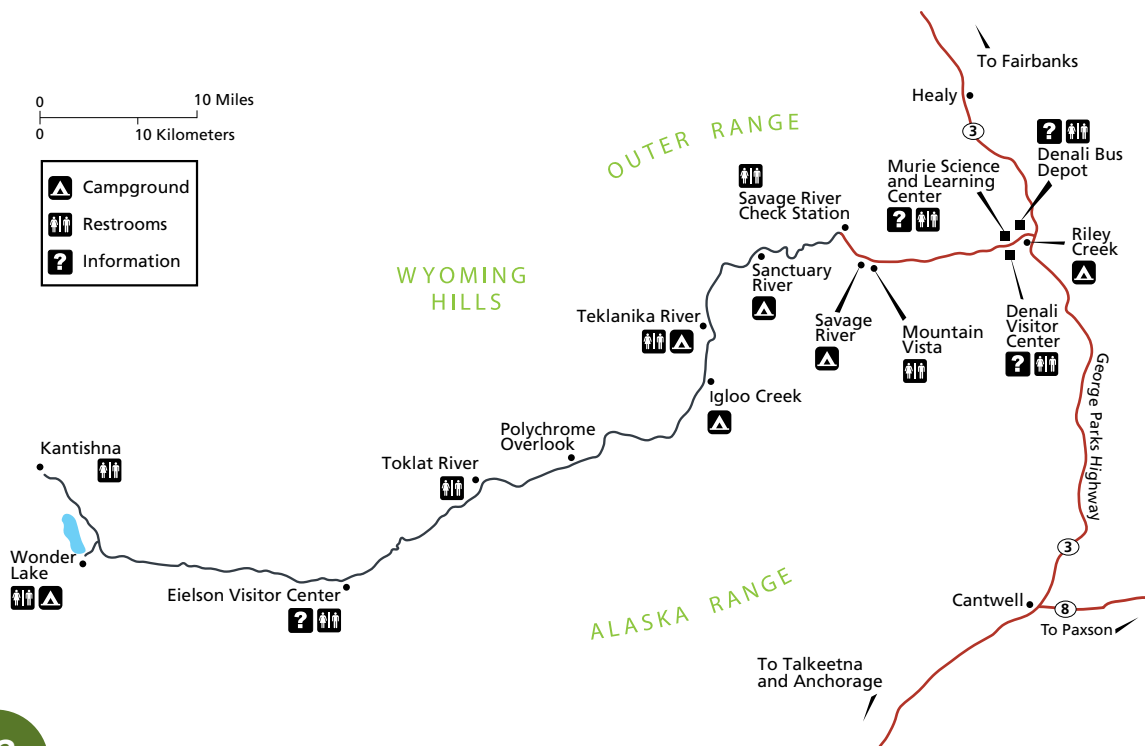 To Fairbanks
0
10 Miles
0
10 Kilometers
Healy
3
OUTER RANGE
?
Denali Bus
Depot
Murie Science
and Learning
Center
?
Campground
Restrooms
?
Information
Savage River
Check Station
Riley
Creek
WYOMING
HILLS
Sanctuary
River
Teklanika River
Savage
River
Mountain
Vista
Denali
Visitor
Center
?
George Parks Highway
Igloo Creek
Polychrome
Overlook
Kantishna
Toklat River
3
Wonder
Lake
Eielson Visitor Center
?
ALASKA RANGE
Cantwell
8
To Paxson
To Talkeetna
and Anchorage